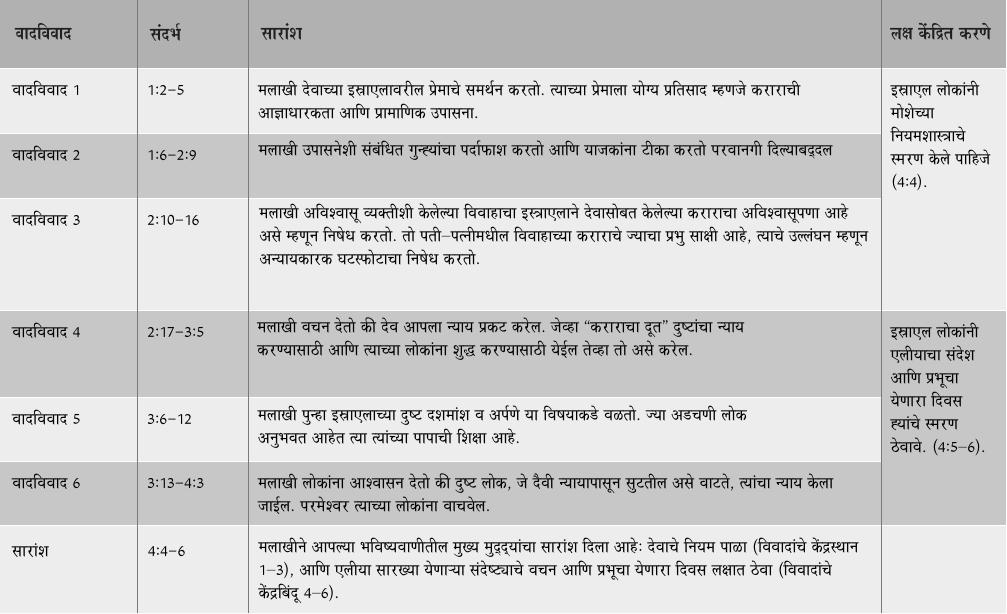 वादविवाद संदर्भ सारांश लक्ष केंद्रित करणे
वादविवाद 1 1:2–5 मलाखी देवाच्या इस्राएलावरील प्रेमाचे समर्थन करतो. त्याच्या प्रेमाला योग्य प्रतिसाद म्हणजे कराराची
आज्ञाधारकता आणि प्रामाणिक उपासना.
इस्राएल लोकांनी
मोशेच्या
नियमशास्त्राचे
स्मरण केले पाहिजे
(4:4).
वादविवाद 2 1:6–2:9 मलाखी उपासनेशी संबंधित गुन्ह्यांचा पर्दाफाश करतो आणि याजकांना टीका करतो परवानगी दिल्याबद्दल
वादविवाद 3 2:10–16 मलाखी अविश्वासू व्यक्तीशी केलेल्या विवाहाचा इस्त्राएलाने देवासोबत केलेल्या कराराचा अविश्वासूपणा आहे
असे म्हणून निषेध करतो. तो पती–पत्नीमधील विवाहाच्या कराराचे ज्याचा प्रभु साक्षी आहे, त्याचे उल्लंघन म्हणून
अन्यायकारक घटस्फोटाचा निषेध करतो.
वादविवाद 4 2:17–3:5 मलाखी वचन देतो की देव आपला न्याय प्रकट करेल. जेव्हा “कराराचा दूत” दुष्टांचा न्याय
करण्यासाठी आणि त्याच्या लोकांना शुद्ध करण्यासाठी येईल तेव्हा तो असे करेल.
इस्राएल लोकांनी
एलीयाचा संदेश
आणि प्रभूचा
येणारा दिवस
ह्यांचे स्मरण
ठेवावे. (4:5–6).
वादविवाद 5 3:6–12 मलाखी पुन्हा इस्राएलाच्या दुष्ट दशमांश व अर्पणे या विषयाकडे वळतो. ज्या अडचणी लोक
अनुभवत आहेत त्या त्यांच्या पापाची शिक्षा आहे.
वादविवाद 6 3:13–4:3 मलाखी लोकांना आश्वासन देतो की दुष्ट लोक, जे दैवी न्यायापासून सुटतील असे वाटते, त्यांचा न्याय केला
जाईल. परमेश्वर त्याच्या लोकांना वाचवेल.
सारांश 4:4–6 मलाखीने आपल्या भविष्यवाणीतील मुख्य मुद्द्यांचा सारांश दिला आहे: देवाचे नियम पाळा (विवादांचे केंद्रस्थान
1–3), आणि एलीया सारख्या येणाऱ्या संदेष्ट्याचे वचन आणि प्रभूचा येणारा दिवस लक्षात ठेवा (विवादांचे
केंद्रबिंदू 4–6).